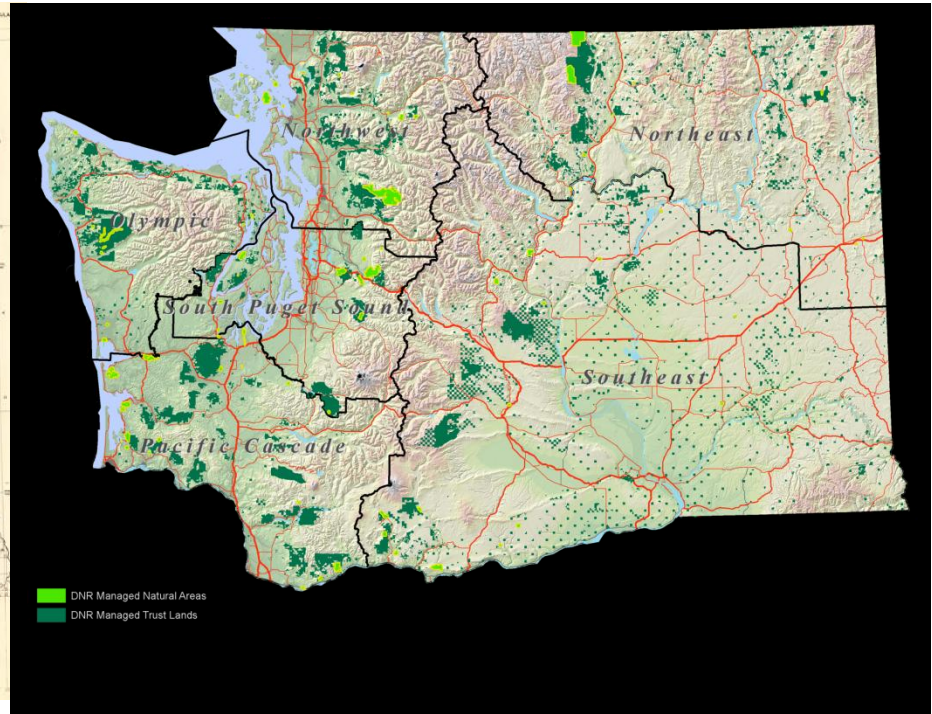 Northwest
Northeast
Olympic
South Puget Sound
Southeast
Pacific Cascade
DNR Managed Natural Areas
DNR Managed Trust Lands